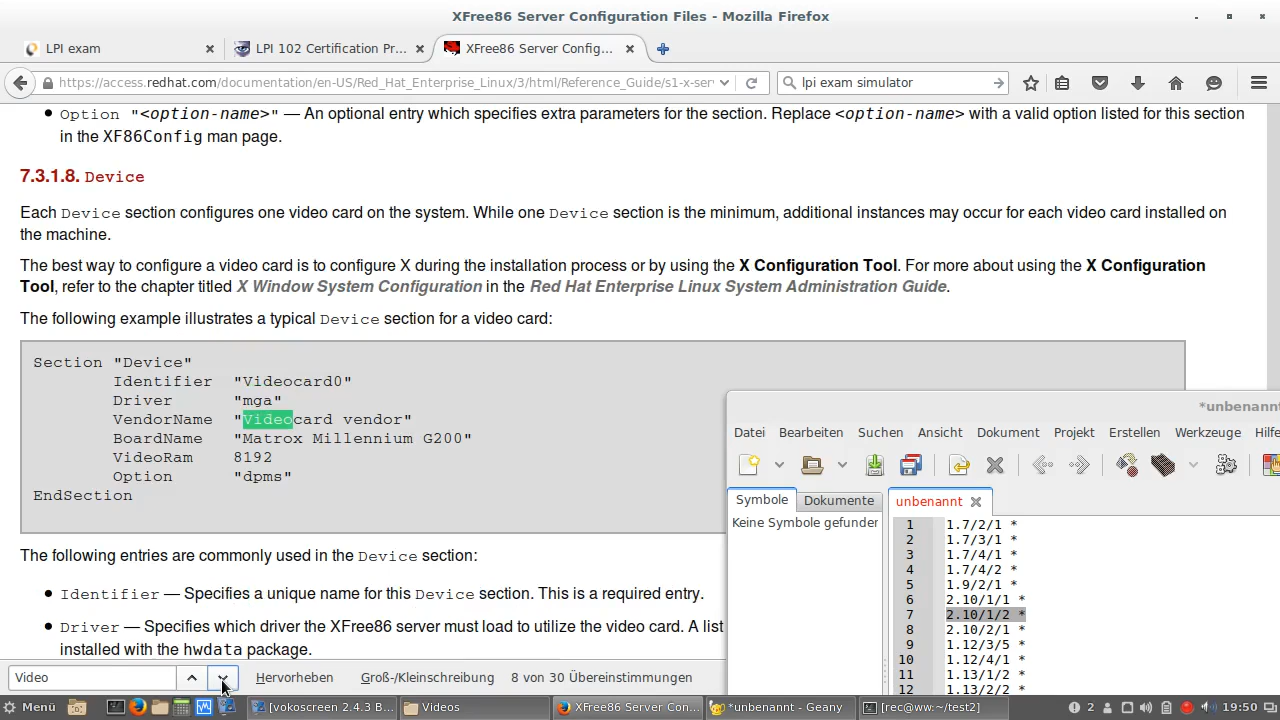 XFree86 Server Configuration Files - Mozilla Firefox
LPI exam
LPI 102 Certification Pr...
XFree86 Server Config...
https://access.redhat.com/documentation/en-US/Red_Hat_Enterprise_Linux/3/html/Reference_Guide/s1-x-ser
lpi exam simulator
• Option "<option-name>" — An optional entry which specifies extra parameters for the section. Replace <option-name> with a valid option listed for this section
in the XF86Config man page.
7.3.1.8. Device
Each Device section configures one video card on the system. While one Device section is the minimum, additional instances may occur for each video card installed on
the machine.
The best way to configure a video card is to configure X during the installation process or by using the X Configuration Tool. For more about using the X Configuration
Tool, refer to the chapter titled X Window System Configuration in the Red Hat Enterprise Linux System Administration Guide.
The following example illustrates a typical Device section for a video card:
Section "Device"
Identifier "Videocard0"
Driver "mga"
VendorName "Videocard vendor"
BoardName "Matrox Millennium G200"
VideoRam 8192
Option "dpms"
EndSection
The following entries are commonly used in the Device section:
• Identifier — Specifies a unique name for this Device section. This is a required entry.
• Driver — Specifies which driver the XFree86 server must load to utilize the video card. A list
installed with the hwdata package.
Video
Hervorheben
Groß-/Kleinschreibung
8 von 30 Übereinstimmungen
*unbenannt
Datei Bearbeiten Suchen Ansicht Dokument Projekt Erstellen Werkzeuge Hilfe
Symbole Dokumente
Keine Symbole gefunden
unbenannt
1 1.7/2/1 *
2 1.7/3/1 *
3 1.7/4/1 *
4 1.7/4/2 *
5 1.9/2/1 *
6 2.10/1/1 *
7 2.10/1/2 *
8 2.10/2/1 *
9 1.12/3/5 *
10 1.12/4/1 *
11 1.13/1/2 *
12 1.13/2/2 *
Menü
[vokoscreen 2.4.3 B...
Videos
XFree86 Server Con...
*unbenannt - Geany
[rec@ww:~/test2]
2
19:50